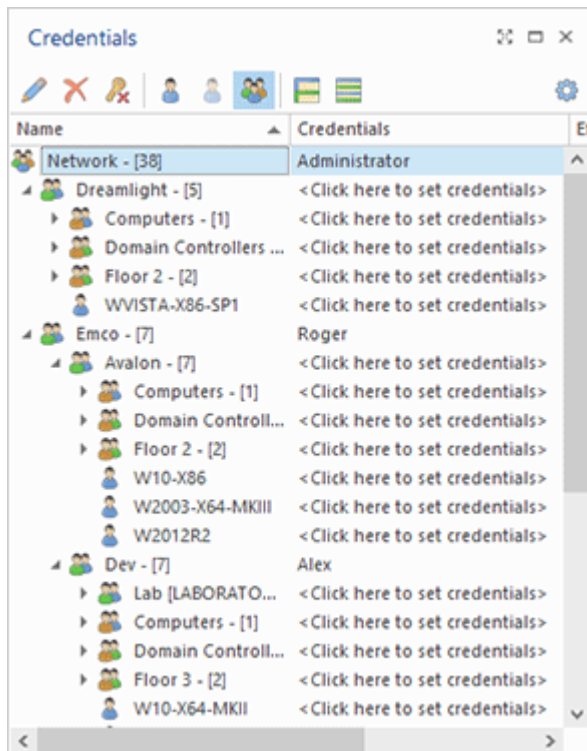 Credentials
Name Credentials E
Network - [38] Administrator
Dreamlight - [5] <Click here to set credentials>
Computers - [1] <Click here to set credentials>
Domain Controllers ... <Click here to set credentials>
Floor 2 - [2] <Click here to set credentials>
WVISTA-X86-SP1 <Click here to set credentials>
Emco - [7] Roger
Avalon - [7] <Click here to set credentials>
Computers - [1] <Click here to set credentials>
Domain Controll... <Click here to set credentials>
Floor 2 - [2] <Click here to set credentials>
W10-X86 <Click here to set credentials>
W2003-X64-MKIII <Click here to set credentials>
W2012R2 <Click here to set credentials>
Dev - [7] Alex
Lab [LABORATO... <Click here to set credentials>
Computers - [1] <Click here to set credentials>
Domain Controll... <Click here to set credentials>
Floor 3 - [2] <Click here to set credentials>
W10-X64-MKII <Click here to set credentials>